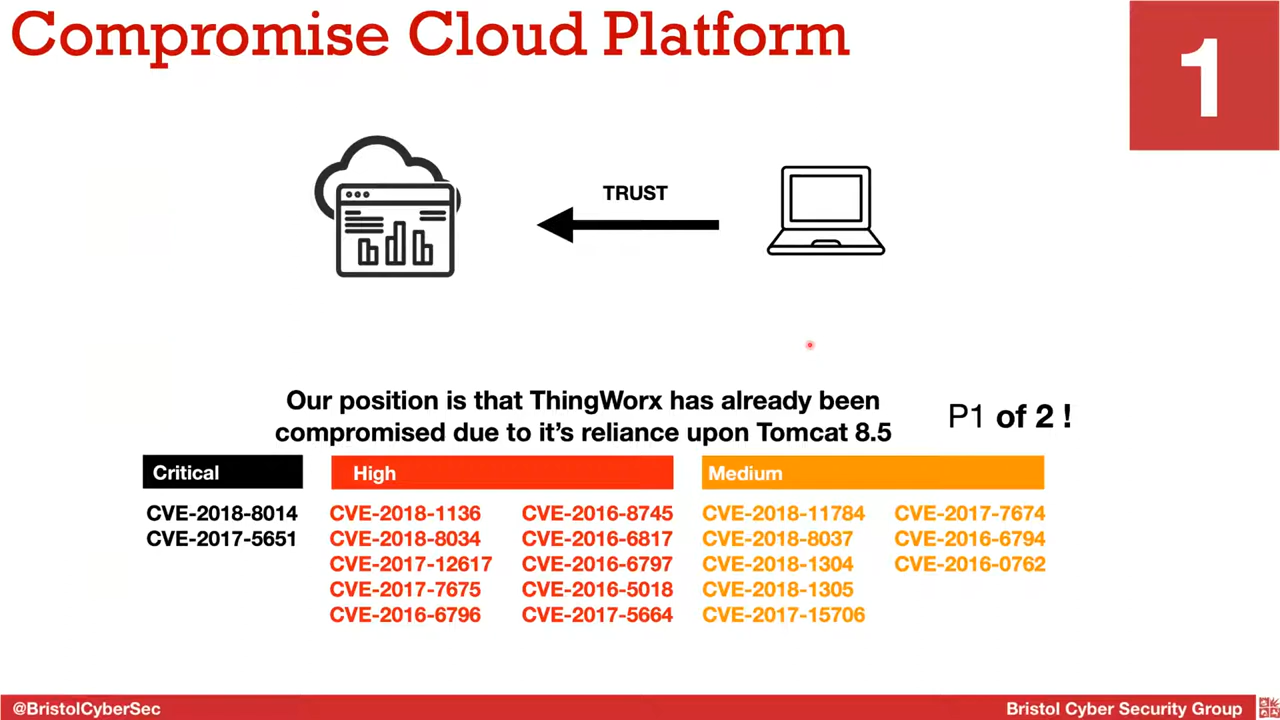 Compromise Cloud Platform
1
TRUST
Our position is that ThingWorx has already been
compromised due to it's reliance upon Tomcat 8.5
P1 of 2 !
Critical
CVE-2018-8014
CVE-2017-5651
High
CVE-2018-1136 CVE-2016-8745
CVE-2018-8034 CVE-2016-6817
CVE-2017-12617 CVE-2016-6797
CVE-2017-7675 CVE-2016-5018
CVE-2016-6796 CVE-2017-5664
Medium
CVE-2018-11784 CVE-2017-7674
CVE-2018-8037 CVE-2016-6794
CVE-2018-1304 CVE-2016-0762
CVE-2018-1305
CVE-2017-15706
@BristolCyberSec
Bristol Cyber Security Group